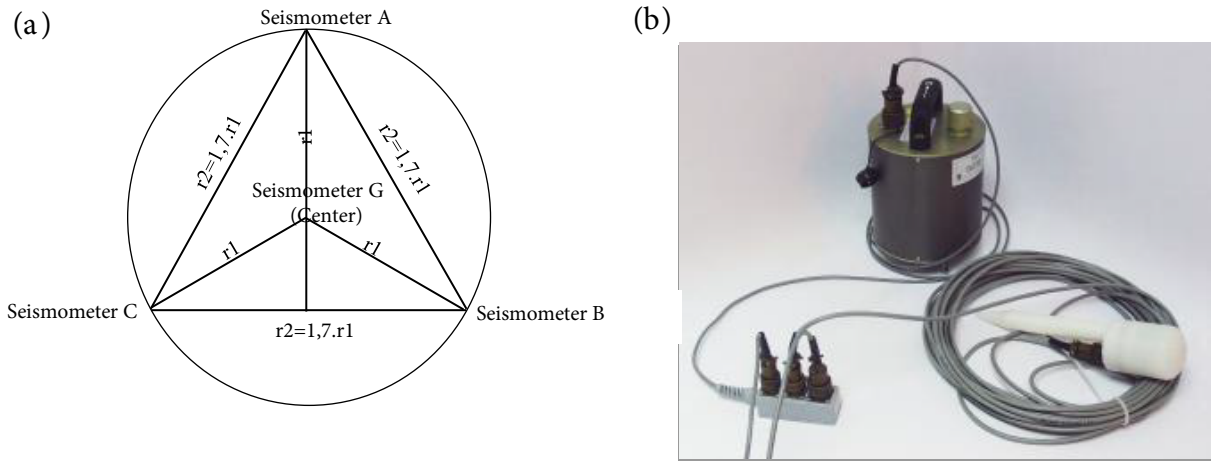 (a)
Seismometer A
r2=1,7.r1
r1
r2=1,7.r1
Seismometer G
(Center)
r1
r1
Seismometer C
Seismometer B
r2=1,7.r1
(b)